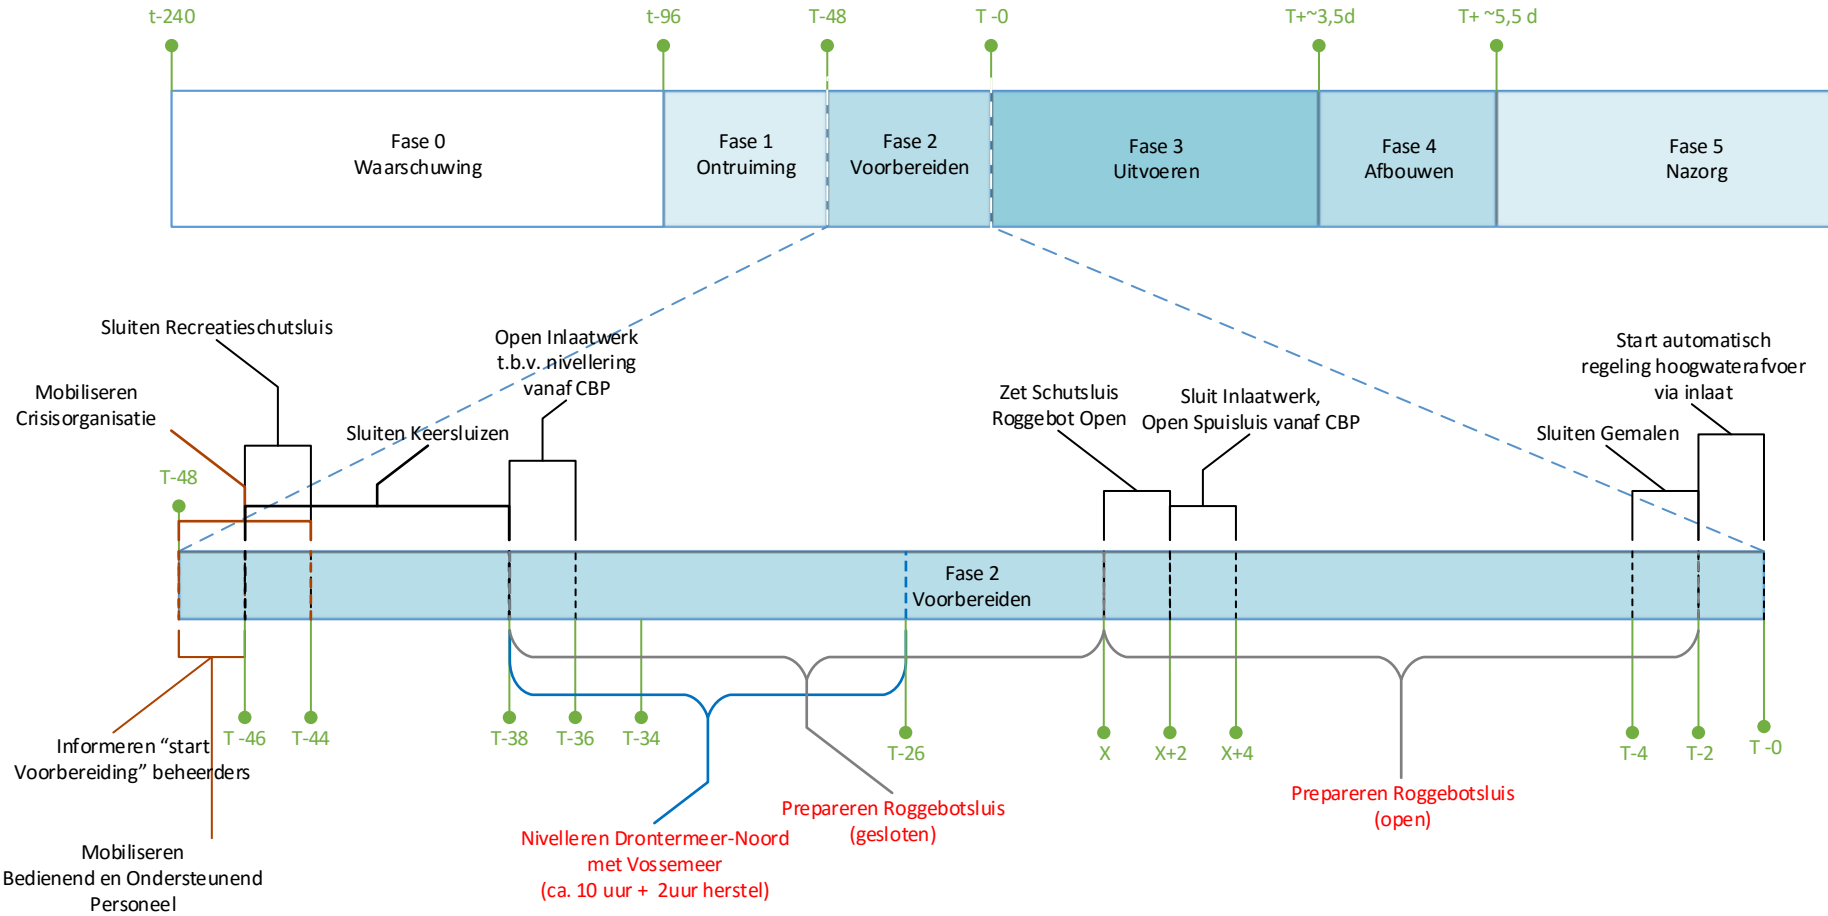 t-240
t-96
T-48
T -0
T+~3,5d
T+ ~5,5 d
Fase 0
Waarschuwing
Fase 1
Ontruiming
Fase 2
Voorbereiden
Fase 3
Uitvoeren
Fase 4
Afbouwen
Fase 5
Nazorg
Sluiten Recreatieschutsluis
Mobiliseren
Crisisorganisatie
Open Inlaatwerk
t.b.v. nivellering
vanaf CBP
Sluiten Keersluizen
Zet Schutsluis
Roggebot Open
Sluit Inlaatwerk,
Open Spuisluis vanaf CBP
Start automatisch
regeling hoogwaterafvoer
via inlaat
Sluiten Gemalen
T-48
Fase 2
Voorbereiden
T -46
T-44
T-38
T-36
T-34
T-26
X
X+2
X+4
T-4
T-2
T -0
Informeren “start
Voorbereiding” beheerders
Mobiliseren
Bedienend en Ondersteunend
Personeel
Nivelleren Drontermeer-Noord
met Vossemeer
(ca. 10 uur + 2uur herstel)
Prepareren Roggebotsluis
(gesloten)
Prepareren Roggebotsluis
(open)